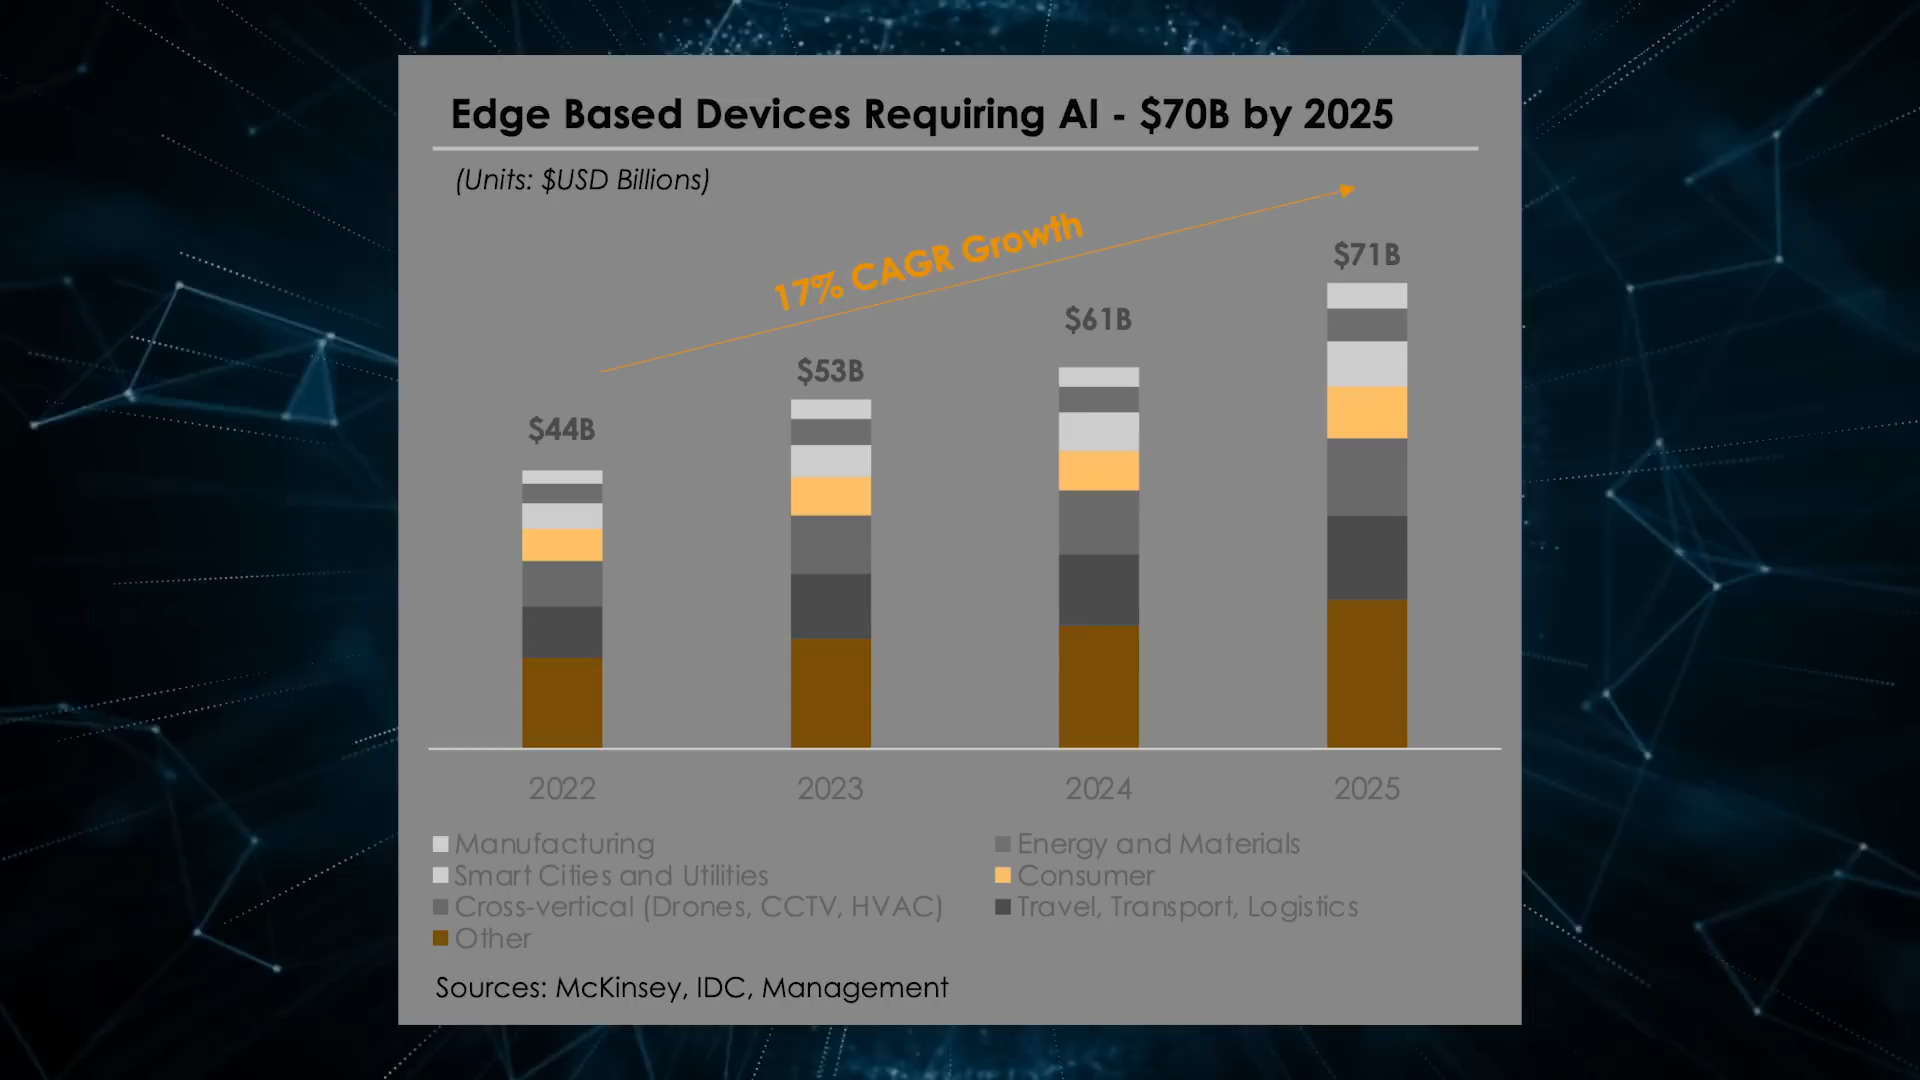 Edge Based Devices Requiring AI - $70B by 2025
(Units: $USD Billions)
17% CAGR Growth
$44B
$53B
$61B
$71B
2022
2023
2024
2025
Manufacturing
Energy and Materials
Smart Cities and Utilities
Consumer
Cross-vertical (Drones, CCTV, HVAC)
Travel, Transport, Logistics
Other
Sources: McKinsey, IDC, Management